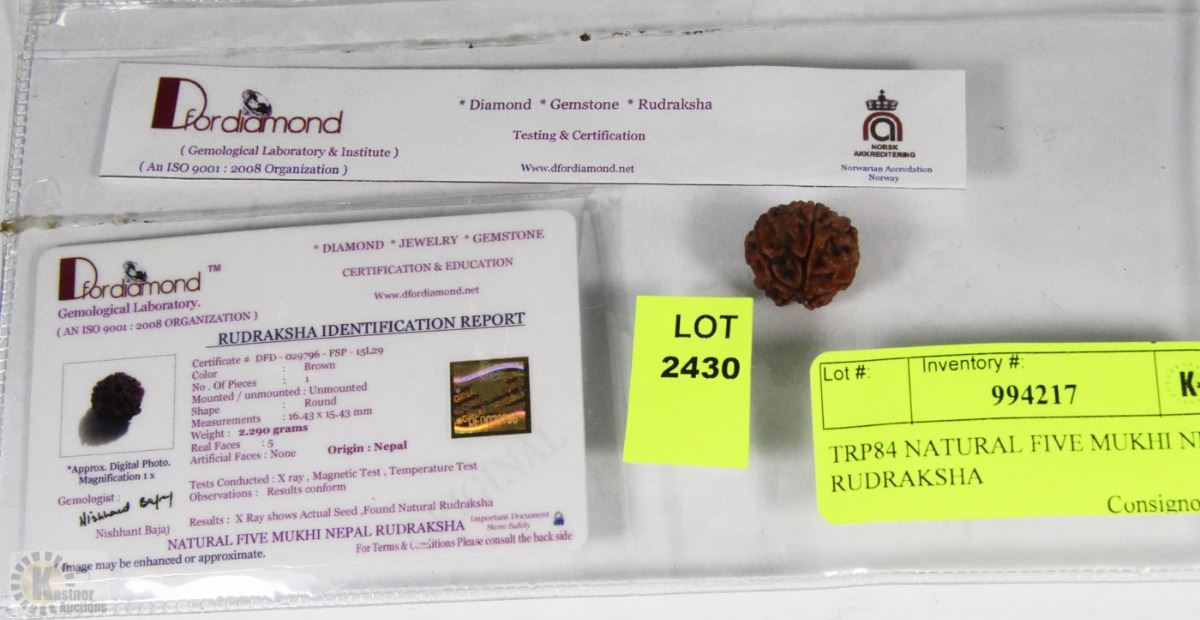 Dfordiamond
( Gemological Laboratory & Institute )
( An ISO 9001 : 2008 Organization )
* Diamond * Gemstone * Rudraksha
Testing & Certification
Www.dfordiamond.net
NORSK
AKKREDITERING
Norwarian Accredation
Norway
Dfordiamond TM
Gemological Laboratory.
( AN ISO 9001 : 2008 ORGANIZATION )
* DIAMOND * JEWELRY * GEMSTONE
CERTIFICATION & EDUCATION
Www.dfordiamond.net
RUDRAKSHA IDENTIFICATION REPORT
Certificate # DFD - 029796 - FSP - 15L29
Color : Brown
No . Of Pieces : 1
Mounted / unmounted : Unmounted
Shape : Round
Measurements : 16.43 x 15.43 mm
Weight : 2.290 grams
Real Faces : 5
Artificial Faces : None
Origin : Nepal
*Approx. Digital Photo.
Magnification 1 x
Tests Conducted : X ray , Magnetic Test , Temperature Test
Observations : Results conform
Gemologist :
Nishhant Bajaj
Nishhant Bajaj
Results : X Ray shows Actual Seed ,Found Natural Rudraksha
NATURAL FIVE MUKHI NEPAL RUDRAKSHA
Important Document
Store Safely
* Image may be enhanced or approximate.
For Terms & Conditions Please consult the back side
LOT
2430
Lot #:
Inventory #:
994217
K
TRP84 NATURAL FIVE MUKHI
RUDRAKSHA
Consigno
Kastner
Auctions